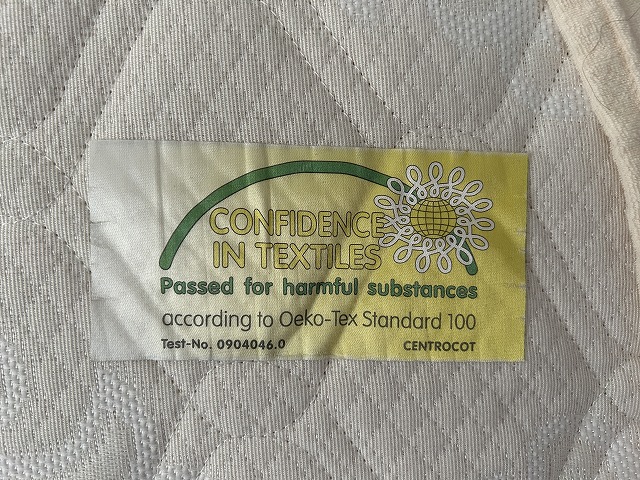 CONFIDENCE
IN TEXTILES
Passed for harmful substances
according to Oeko-Tex Standard 100
Test-No. 0904046.0 CENTROCOT